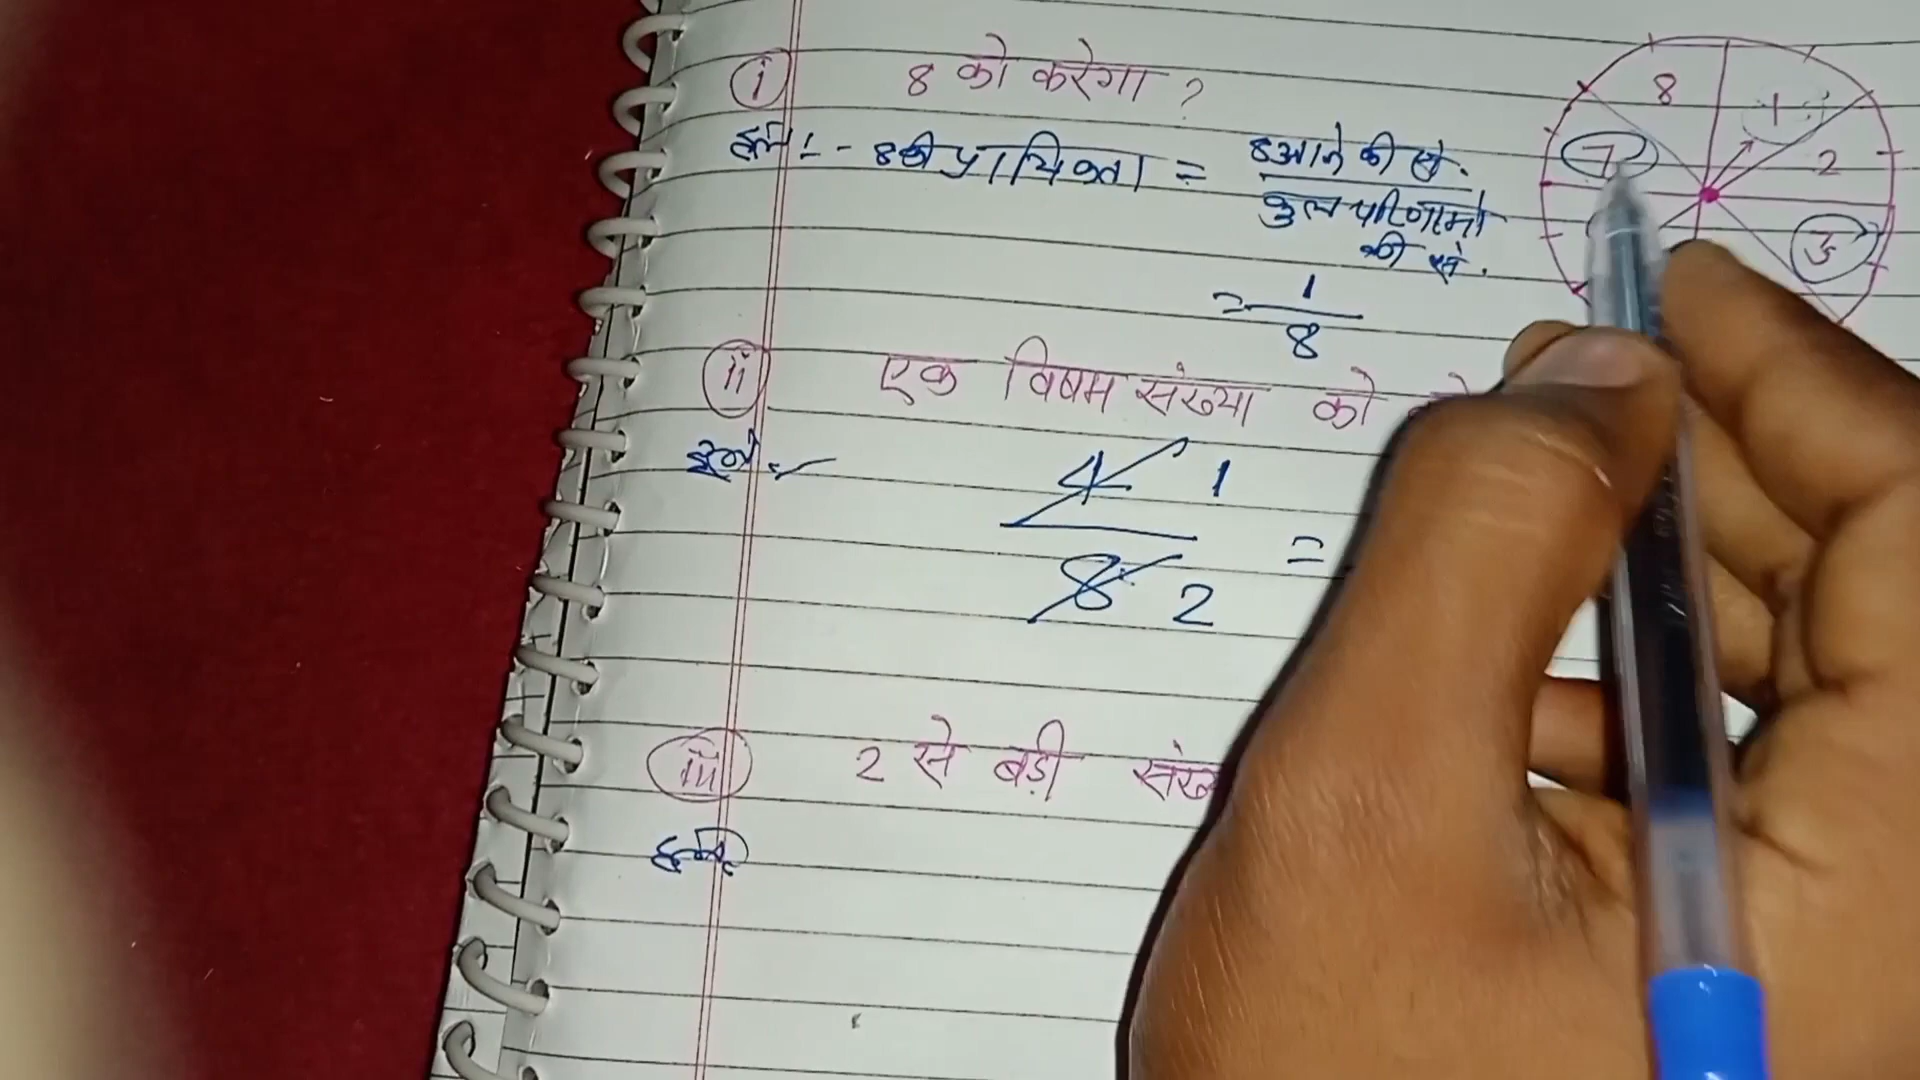 i 8 को करेगा ?
हल :- 8 की प्रायिकता = 8 आने की सं.
कुल परिणामों
की सं.
= 1
8
ii एक विषम संख्या को
हल :-
4 1
=
8 2
iii 2 से बड़ी
हल
8 1
7 2
3